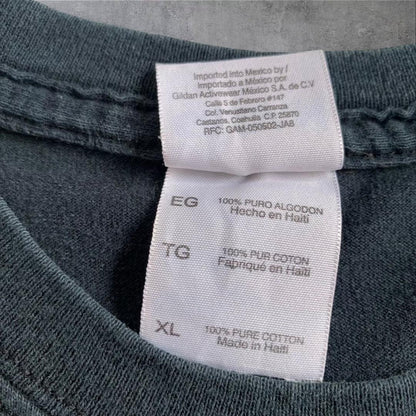 Imported into Mexico by /
Importado a México por
Gildan Activewear México S.A. de C.V
Calle 5 de Febrero #147
Col. Venustiano Carranza
Castaños, Coahuila C.P. 25870
RFC: GAM-050502-JA8
EG 100% PURO ALGODON
Hecho en Haiti
TG 100% PUR COTON
Fabriqué en Haïti
XL 100% PURE COTTON
Made in Haiti